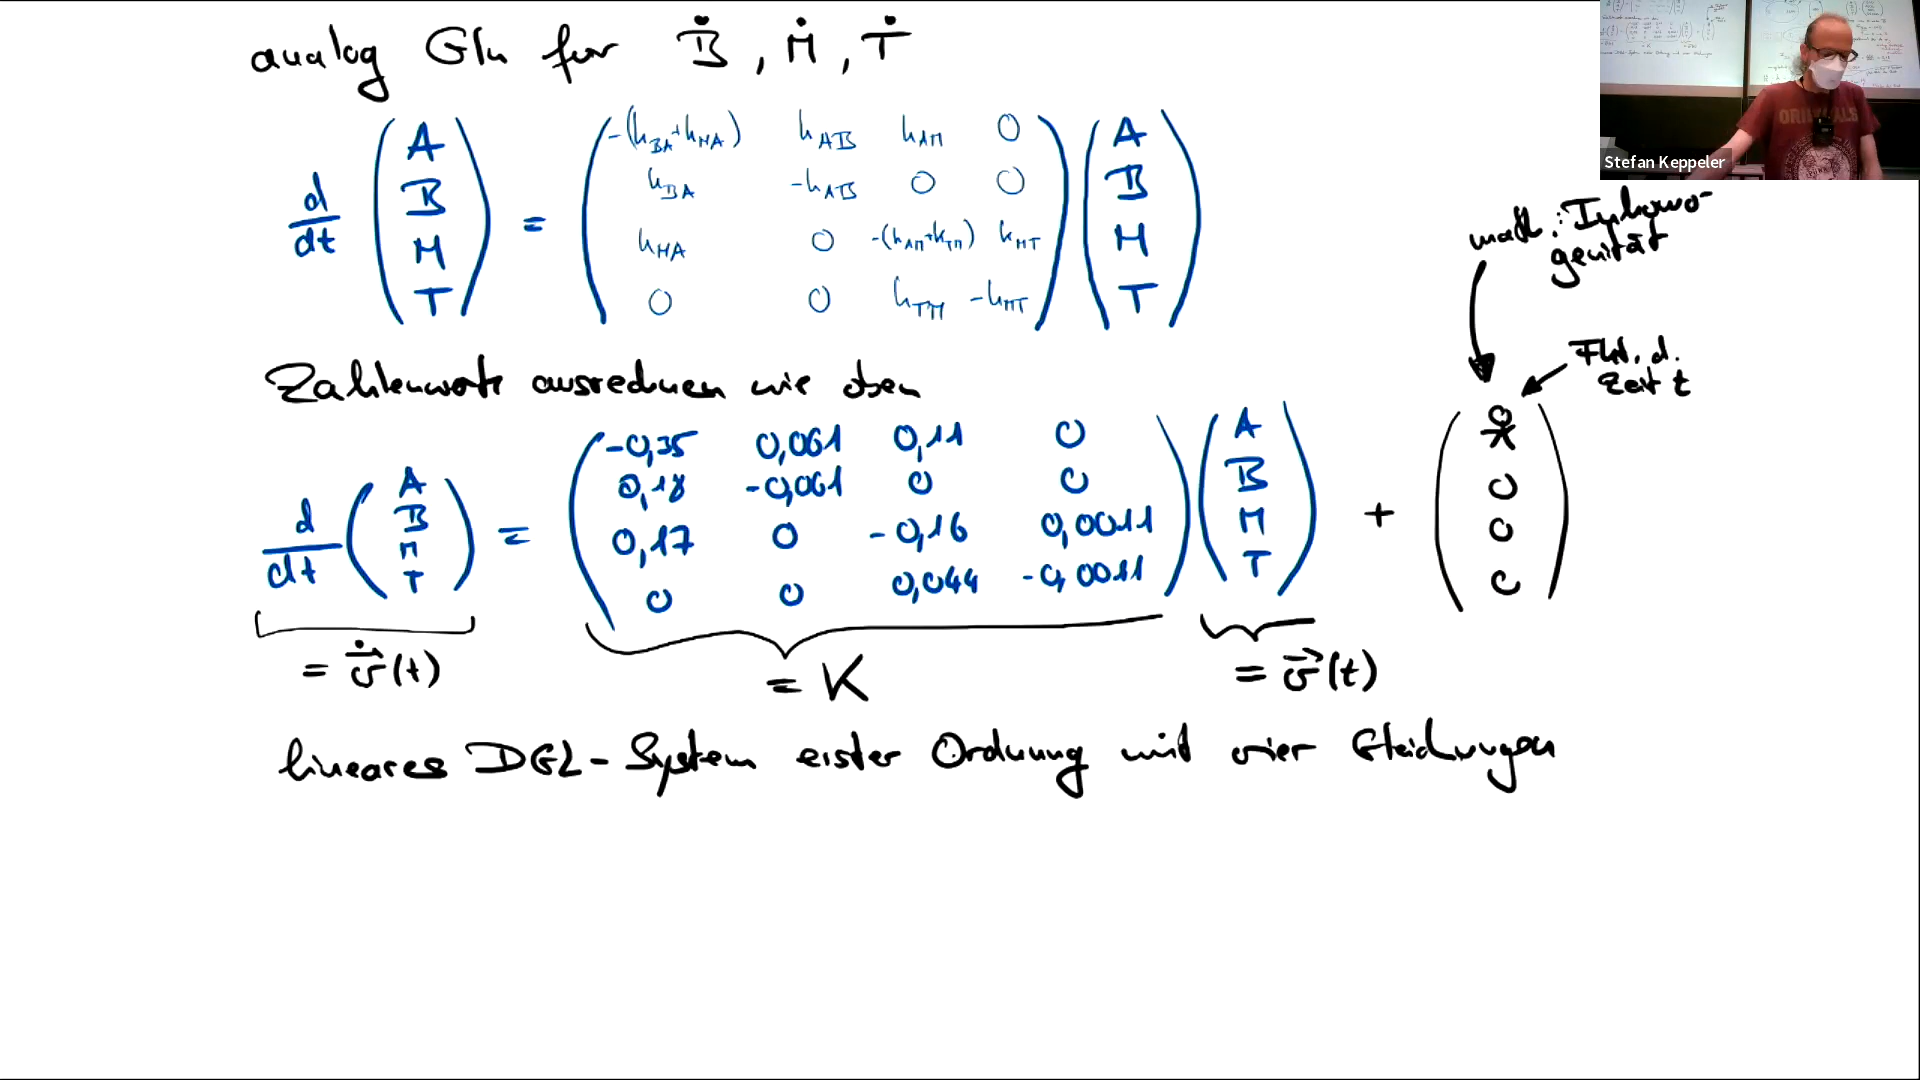 analog Gln für Ḃ, Ṁ, Ṫ
d/dt (A B M T) = ( -(k_BA + k_MA) k_AB k_AM 0
k_BA -k_AB 0 0
k_MA 0 -(k_AM + k_TM) k_MT
0 0 k_TM -k_MT ) (A B M T)
Stefan Keppeler
math.: Inhomo-
genität
Fkt. d.
Zeit t
Zahlenwerte ausrechnen wie oben
d/dt (A B M T) = ( -0,35 0,061 0,11 0
0,18 -0,061 0 0
0,17 0 -0,16 0,0011
0 0 0,044 -0,0011 ) (A B M T) + ( 0 0 0)
= v̇⃗(t) = K = v⃗(t)
lineares DGL-System erster Ordnung mit vier Gleichungen